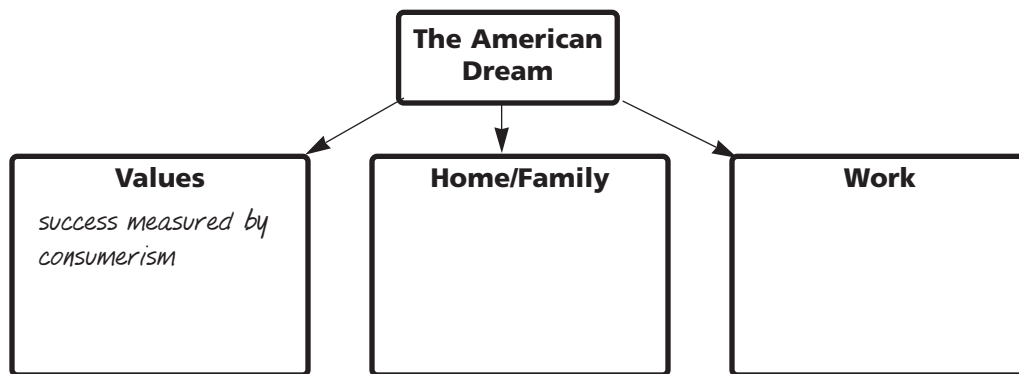 The American
Dream
Values
success measured by
consumerism
Home/Family
Work